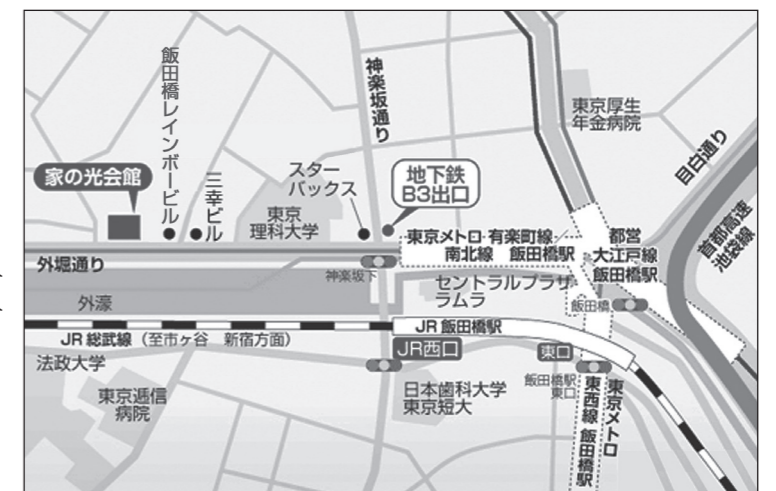 飯田橋レインボービル
神楽坂通り
東京厚生
年金病院
目白通り
家の光会館
三幸ビル
スター
バックス
地下鉄
B3出口
東京
理科大学
首都高速
池袋線
外堀通り
神楽坂下
東京メトロ 有楽町線
南北線 飯田橋駅
都営
大江戸線
飯田橋駅
外濠
セントラルプラザ
ラムラ
飯田橋
JR 総武線(至市ヶ谷 新宿方面)
JR 飯田橋駅
JR西口
東口
法政大学
東京逓信
病院
日本歯科大学
東京短大
飯田橋駅
東口
東京メトロ
東西線 飯田橋駅